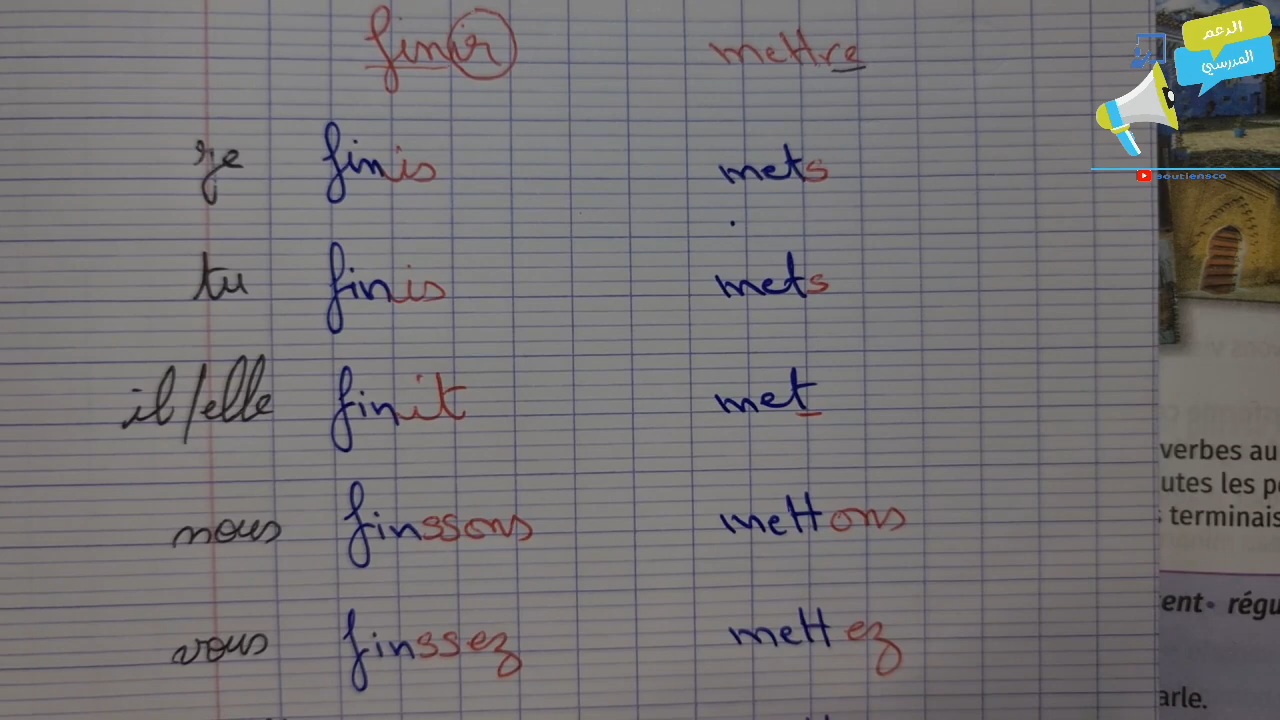 finir mettre
je finis mets
tu finis mets
il/elle finit met
nous finssons mettons
vous finssez mettez
الدعم
المدرسي
soutiensco
verbes au
utes les p
terminais
ent • régu
arle.